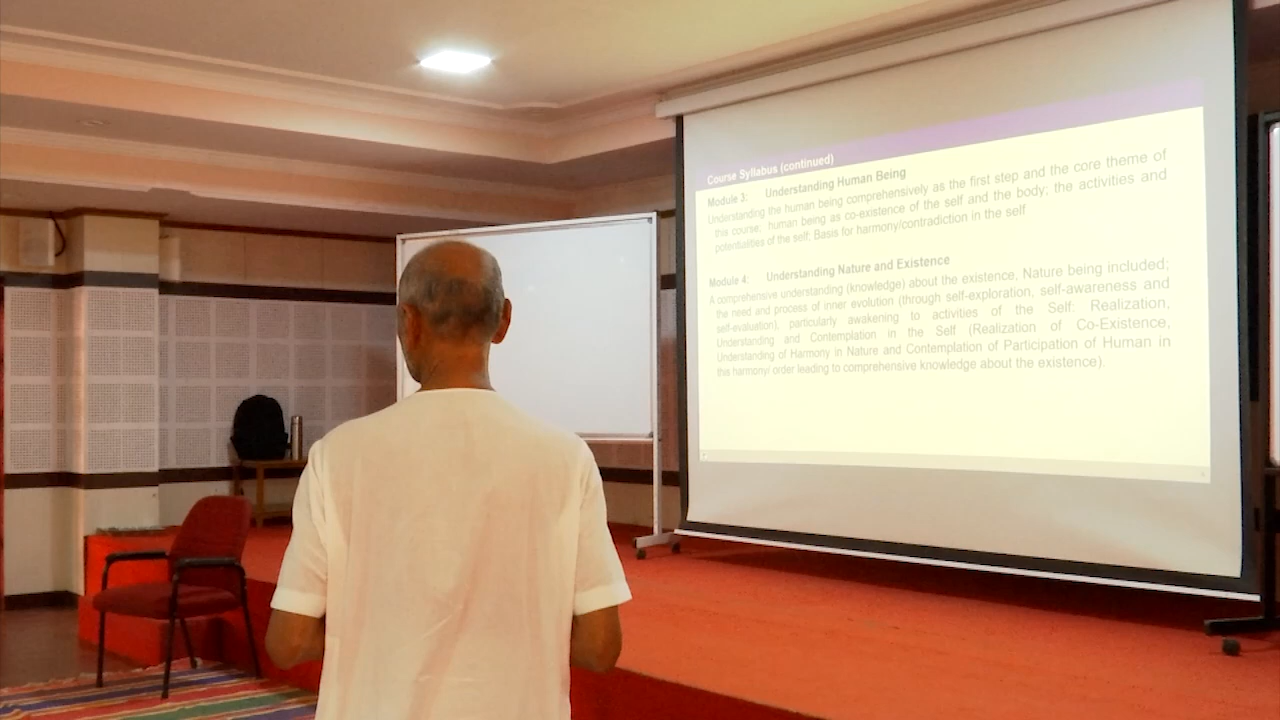 Course Syllabus (continued)
Module 3: Understanding Human Being
Understanding the human being comprehensively as the first step and the core theme of
this course; human being as co-existence of the self and the body; the activities and
potentialities of the self; Basis for harmony/contradiction in the self
Module 4: Understanding Nature and Existence
A comprehensive understanding (knowledge) about the existence, Nature being included;
the need and process of inner evolution (through self-exploration, self-awareness and
self-evaluation), particularly awakening to activities of the Self: Realization,
Understanding and Contemplation in the Self (Realization of Co-Existence,
Understanding of Harmony in Nature and Contemplation of Participation of Human in
this harmony/ order leading to comprehensive knowledge about the existence).